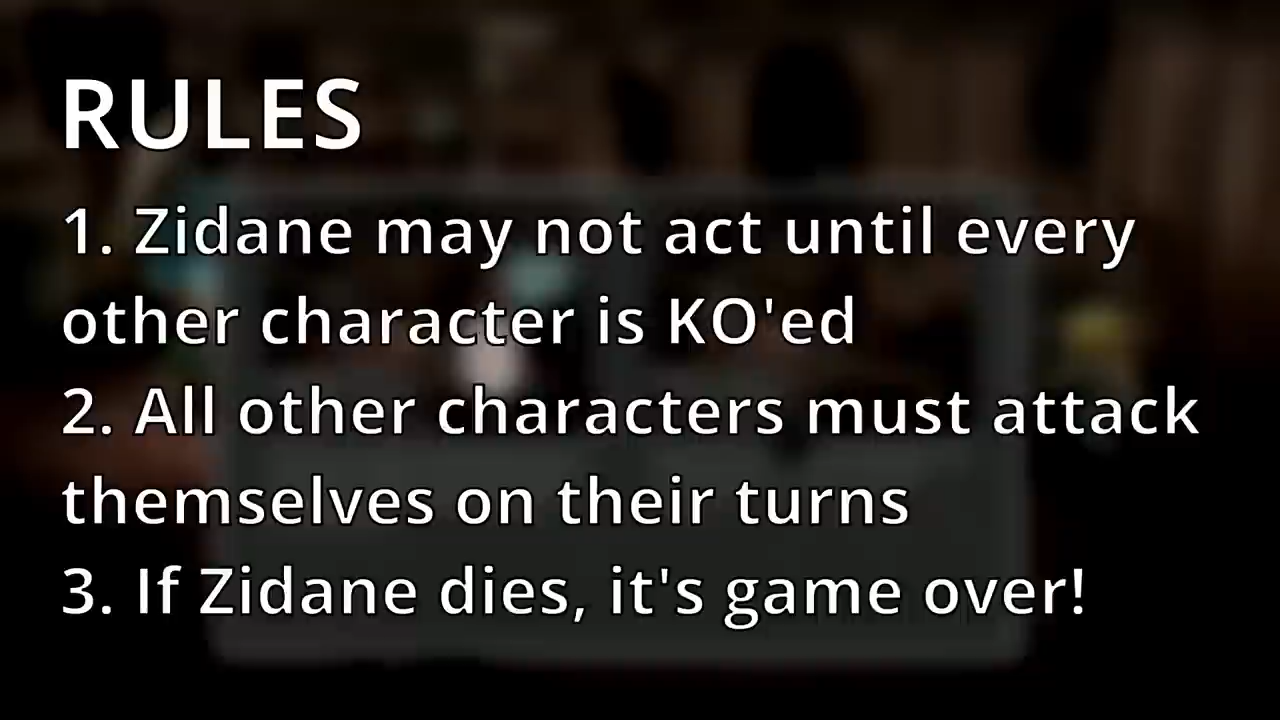 RULES
1. Zidane may not act until every
other character is KO'ed
2. All other characters must attack
themselves on their turns
3. If Zidane dies, it's game over!